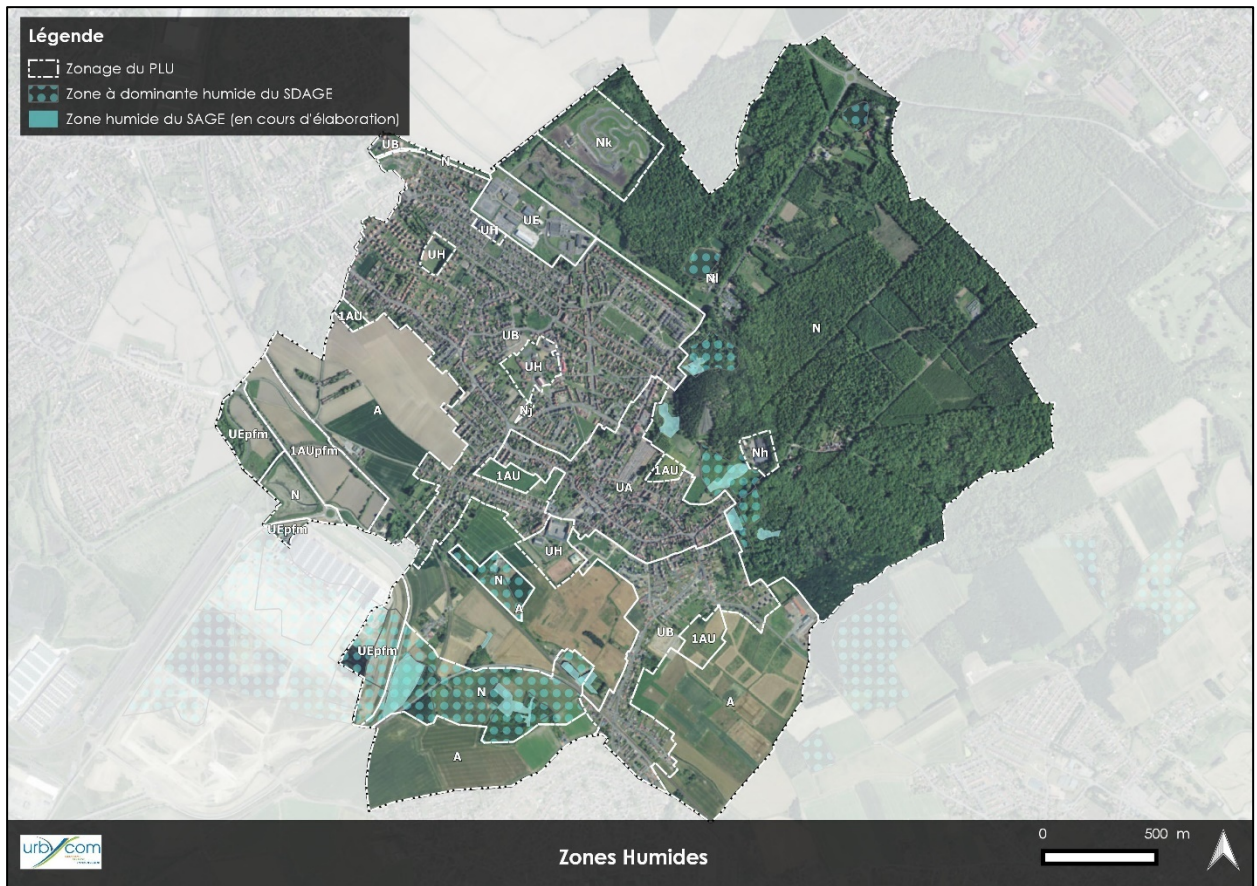 Légende
Zonage du PLU
Zone à dominante humide du SDAGE
Zone humide du SAGE (en cours d'élaboration)
UB
N
Nk
UE
UH
UH
Nl
1AU
UB
N
UH
A
Nj
UEpfm
1AUpfm
Nh
1AU
1AU
UA
N
UEpfm
UH
N
A
UB
1AU
UEpfm
N
A
A
urbycom
Zones Humides
0 500 m